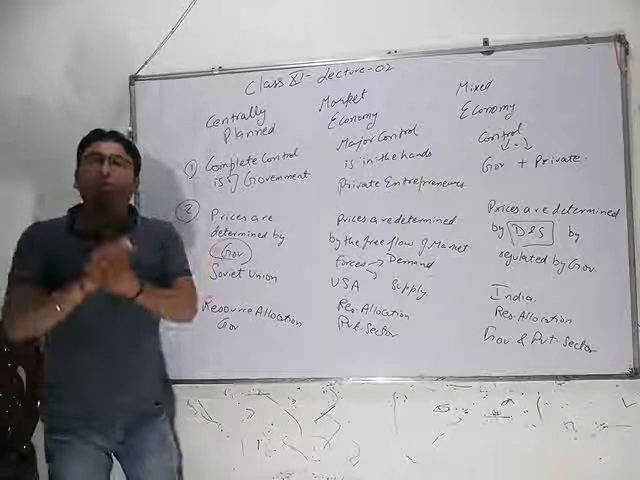 Class XI - Lecture-02
Centrally
Planned
① Complete Control
is Government
② Prices are
determined by
Gov
Soviet union
Resource Allocation
Gov
Market
Economy
Major Control
is in the hands
Private Entrepreneurs
Prices are determined
by the free flow of Market
Forces → Demand
Supply
USA
Res. Allocation
Pvt. Sector
Mixed
Economy
Control
Gov + Private
Prices are determined
by D&S by
regulated by Gov.
India
Res. Allocation
Gov. & Pvt. Sector